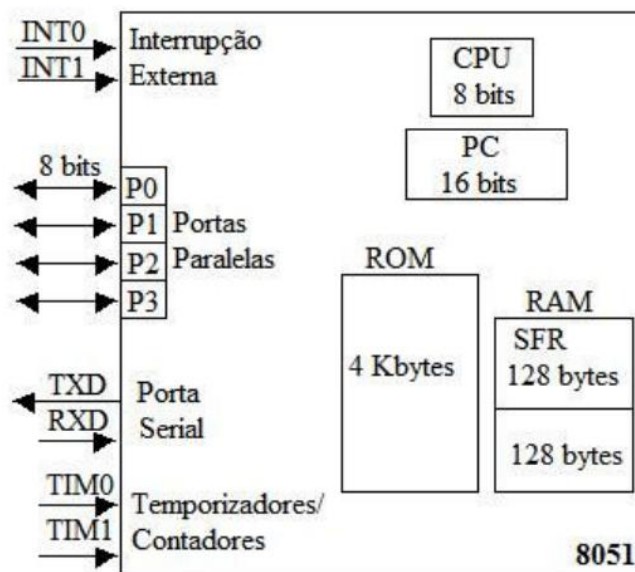 INT0
INT1
Interrupção
Externa
CPU
8 bits
PC
16 bits
8 bits
P0
P1
P2
P3
Portas
Paralelas
ROM
4 Kbytes
RAM
SFR
128 bytes
128 bytes
TXD
RXD
Porta
Serial
TIM0
TIM1
Temporizadores/
Contadores
8051